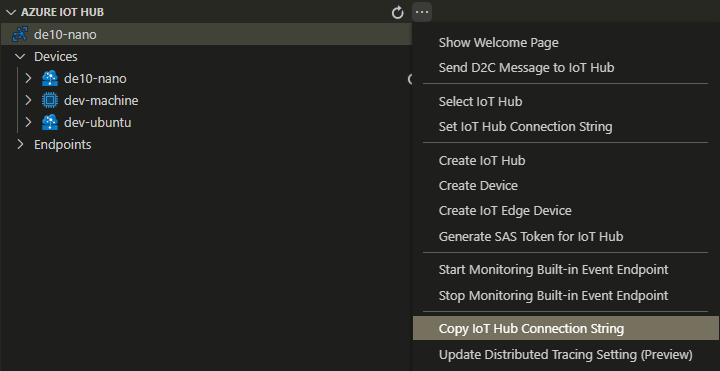 AZURE IOT HUB
de10-nano
Devices
de10-nano
dev-machine
dev-ubuntu
Endpoints
Show Welcome Page
Send D2C Message to IoT Hub
Select IoT Hub
Set IoT Hub Connection String
Create IoT Hub
Create Device
Create IoT Edge Device
Generate SAS Token for IoT Hub
Start Monitoring Built-in Event Endpoint
Stop Monitoring Built-in Event Endpoint
Copy IoT Hub Connection String
Update Distributed Tracing Setting (Preview)